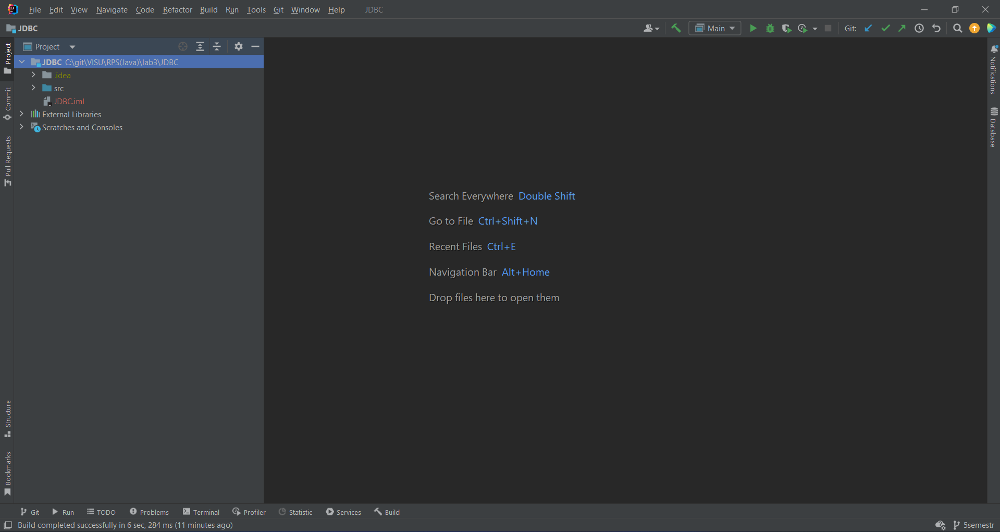 File Edit View Navigate Code Refactor Build Run Tools Git Window Help JDBC
JDBC
Main
Git:
Project
Project
JDBC C:\git\VISU\RPS(Java)\lab3\JDBC
.idea
src
JDBC.iml
External Libraries
Scratches and Consoles
Commit
Pull Requests
Structure
Bookmarks
Search Everywhere Double Shift
Go to File Ctrl+Shift+N
Recent Files Ctrl+E
Navigation Bar Alt+Home
Drop files here to open them
Notifications
Database
Git Run TODO Problems Terminal Profiler Statistic Services Build
Build completed successfully in 6 sec, 284 ms (11 minutes ago)
5semestr